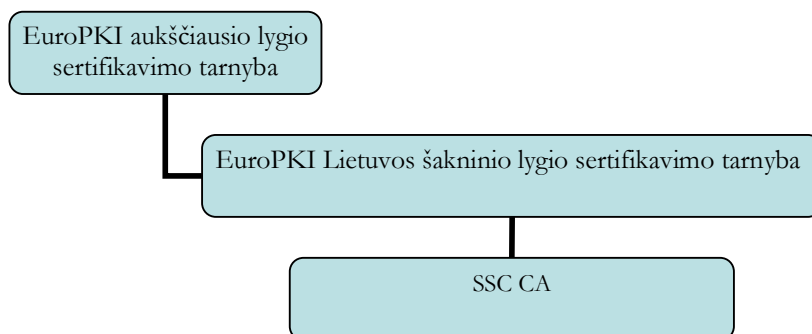 EuroPKI aukščiausio lygio
sertifikavimo tarnyba
EuroPKI Lietuvos šakninio lygio sertifikavimo tarnyba
SSC CA